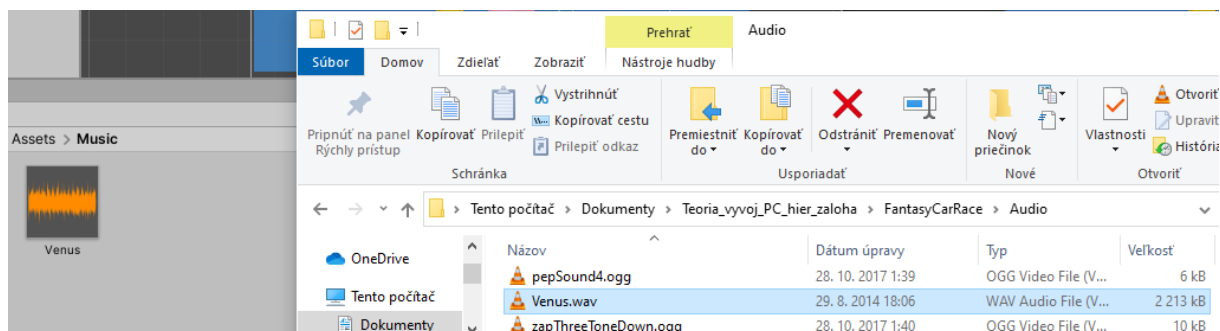 Prehrať
Audio
Súbor
Domov
Zdieľať
Zobraziť
Nástroje hudby
Pripnúť na panel
Rýchly prístup
Kopírovať
Prilepiť
Vystrihnúť
Kopírovať cestu
Prilepiť odkaz
Schránka
Premiestniť
do
Kopírovať
do
Odstrániť
Premenovať
Usporiadať
Nový
priečinok
Nové
Vlastnosti
Otvoriť
Upraviť
História
Otvoriť
Assets > Music
Venus
Tento počítač > Dokumenty > Teoria_vyvoj_PC_hier_zaloha > FantasyCarRace > Audio
OneDrive
Tento počítač
Dokumenty
Názov Dátum úpravy Typ Veľkosť
pepSound4.ogg 28. 10. 2017 1:39 OGG Video File (V... 6 kB
Venus.wav 29. 8. 2014 18:06 WAV Audio File (V... 2 213 kB
zapThreeToneDown.ogg 28. 10. 2017 1:40 OGG Video File (V... 10 kB